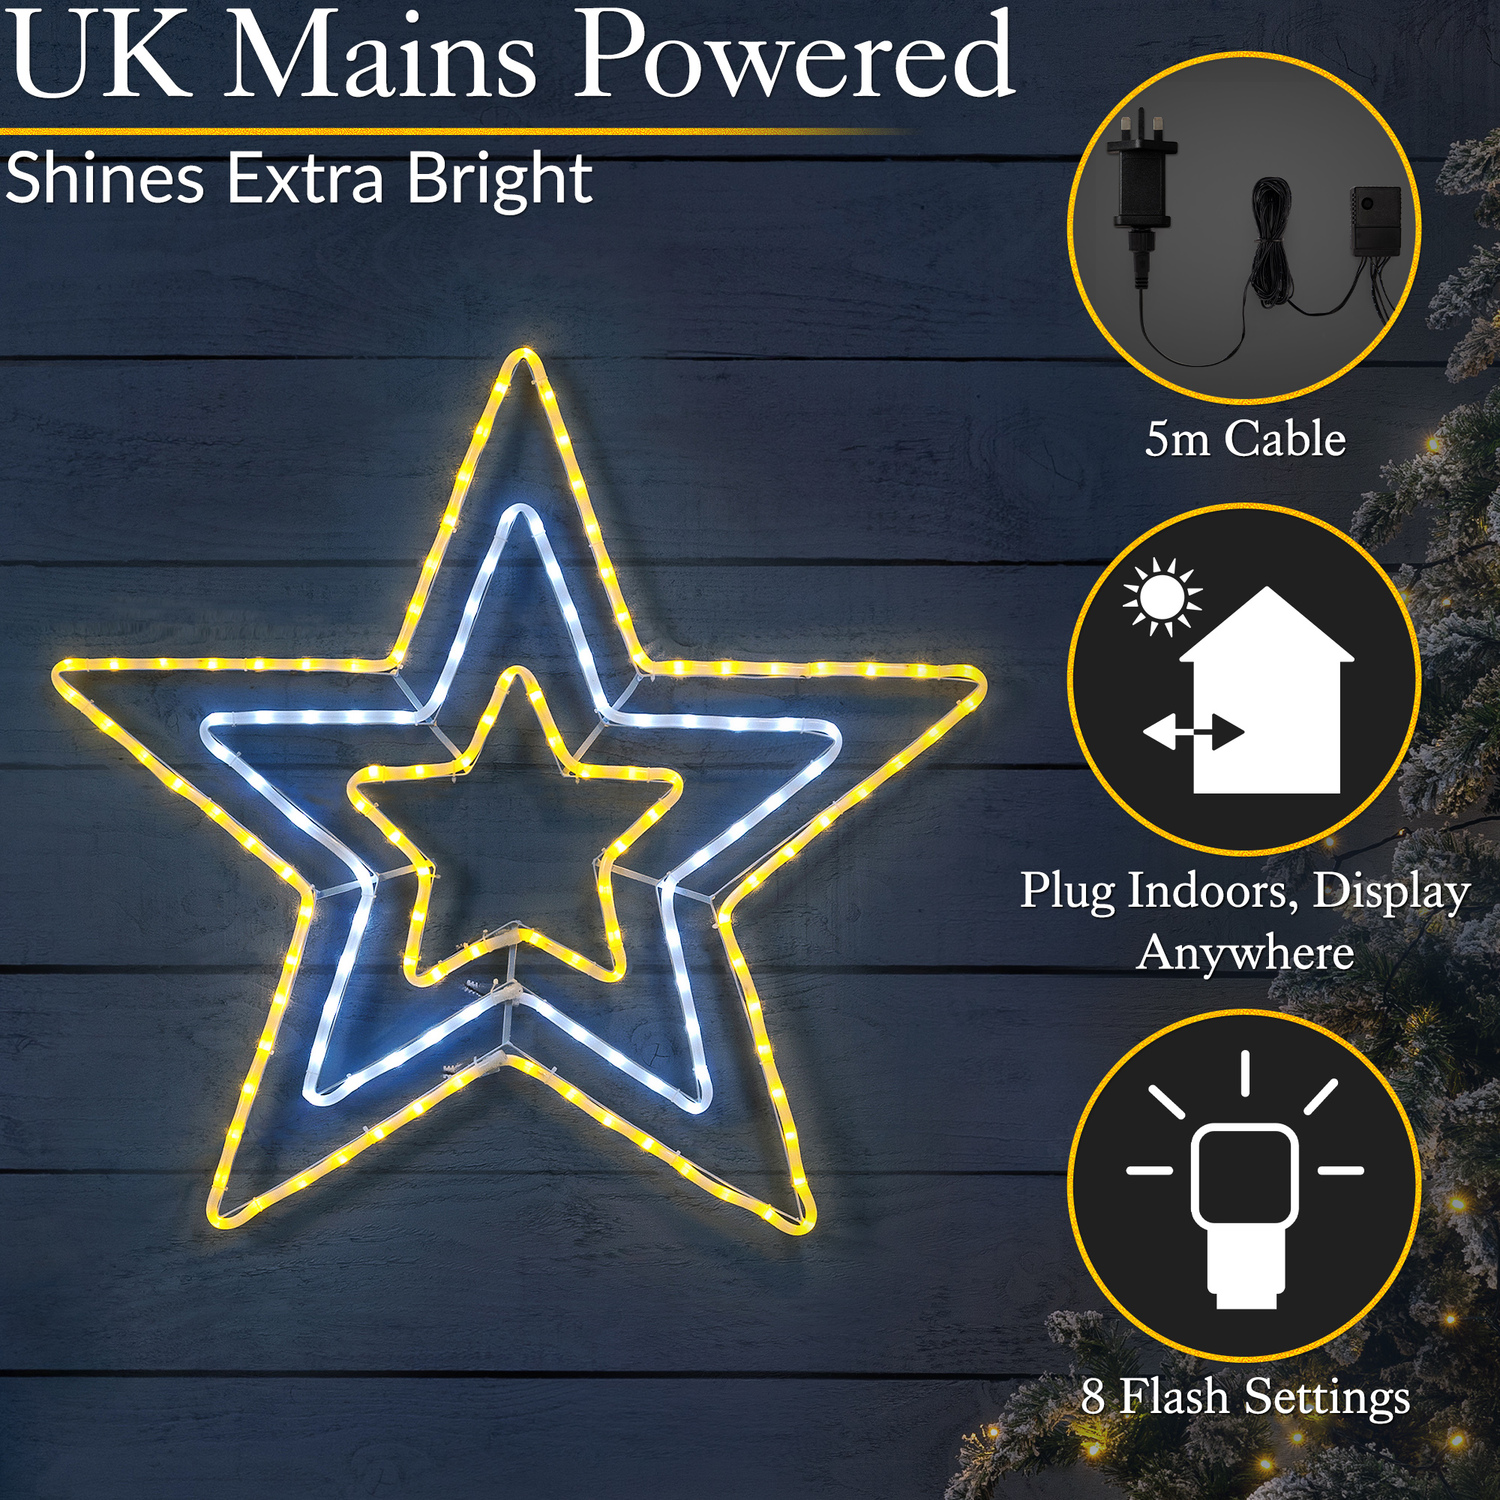 UK Mains Powered
Shines Extra Bright
5m Cable
Plug Indoors, Display
Anywhere
8 Flash Settings